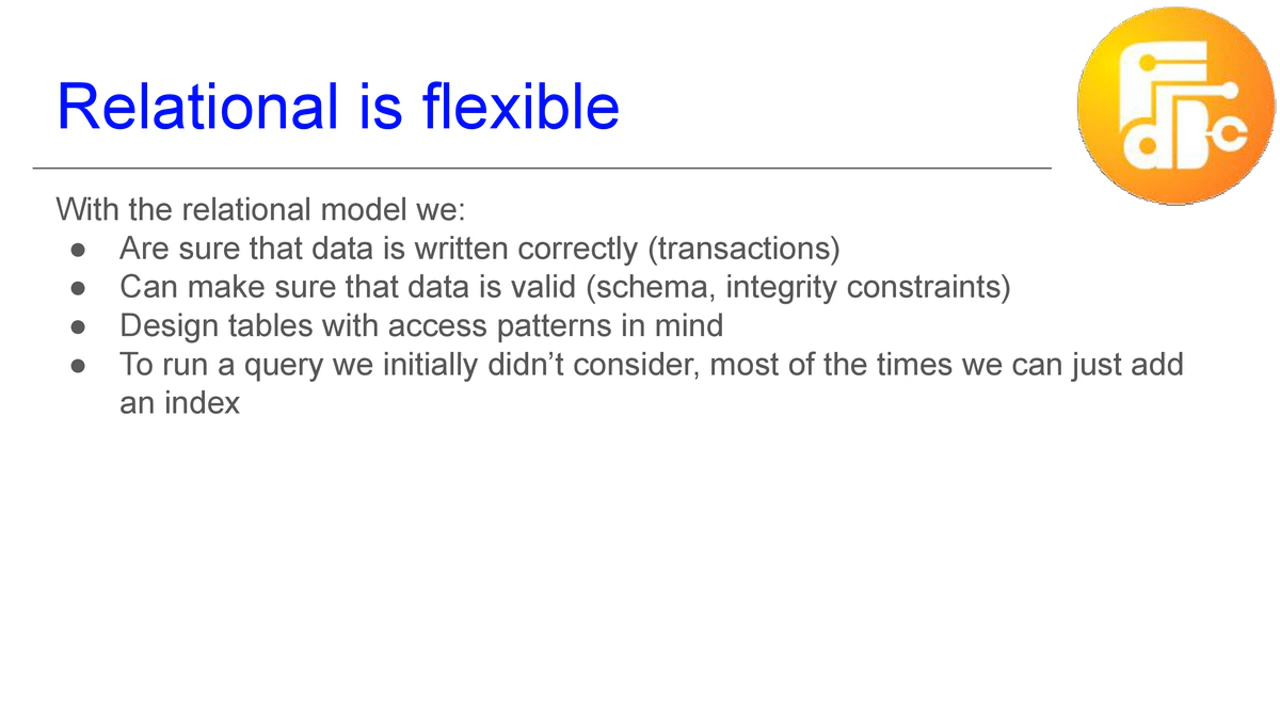 Relational is flexible
With the relational model we:
● Are sure that data is written correctly (transactions)
● Can make sure that data is valid (schema, integrity constraints)
● Design tables with access patterns in mind
● To run a query we initially didn’t consider, most of the times we can just add
an index